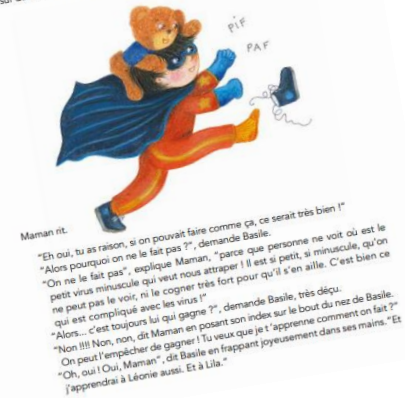 PIF
PAF
Maman rit.
"Eh oui, tu as raison, si on pouvait faire comme ça, ce serait très bien !"
"Alors pourquoi on ne le fait pas ?", demande Basile.
"On ne le fait pas", explique Maman, "parce que personne ne voit où est le
petit virus minuscule qui veut nous attraper ! Il est si petit, si minuscule, qu'on
ne peut pas le voir, ni le cogner très fort pour qu'il s'en aille. C'est bien ce
qui est compliqué avec les virus !"
"Alors... c'est toujours lui qui gagne ?", demande Basile, très déçu.
"Non !!!! Non, non, dit Maman en posant son index sur le bout du nez de Basile.
On peut l'empêcher de gagner ! Tu veux que je t'apprenne comment on fait ?"
"Oh, oui ! Oui, Maman", dit Basile en frappant joyeusement dans ses mains. "Et
j'apprendrai à Léonie aussi. Et à Lila."